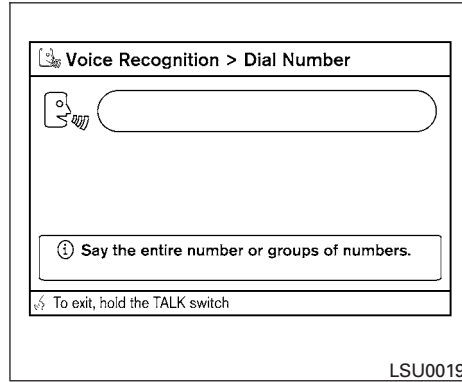 Voice Recognition > Dial Number
Say the entire number or groups of numbers.
To exit, hold the TALK switch
LSU0019